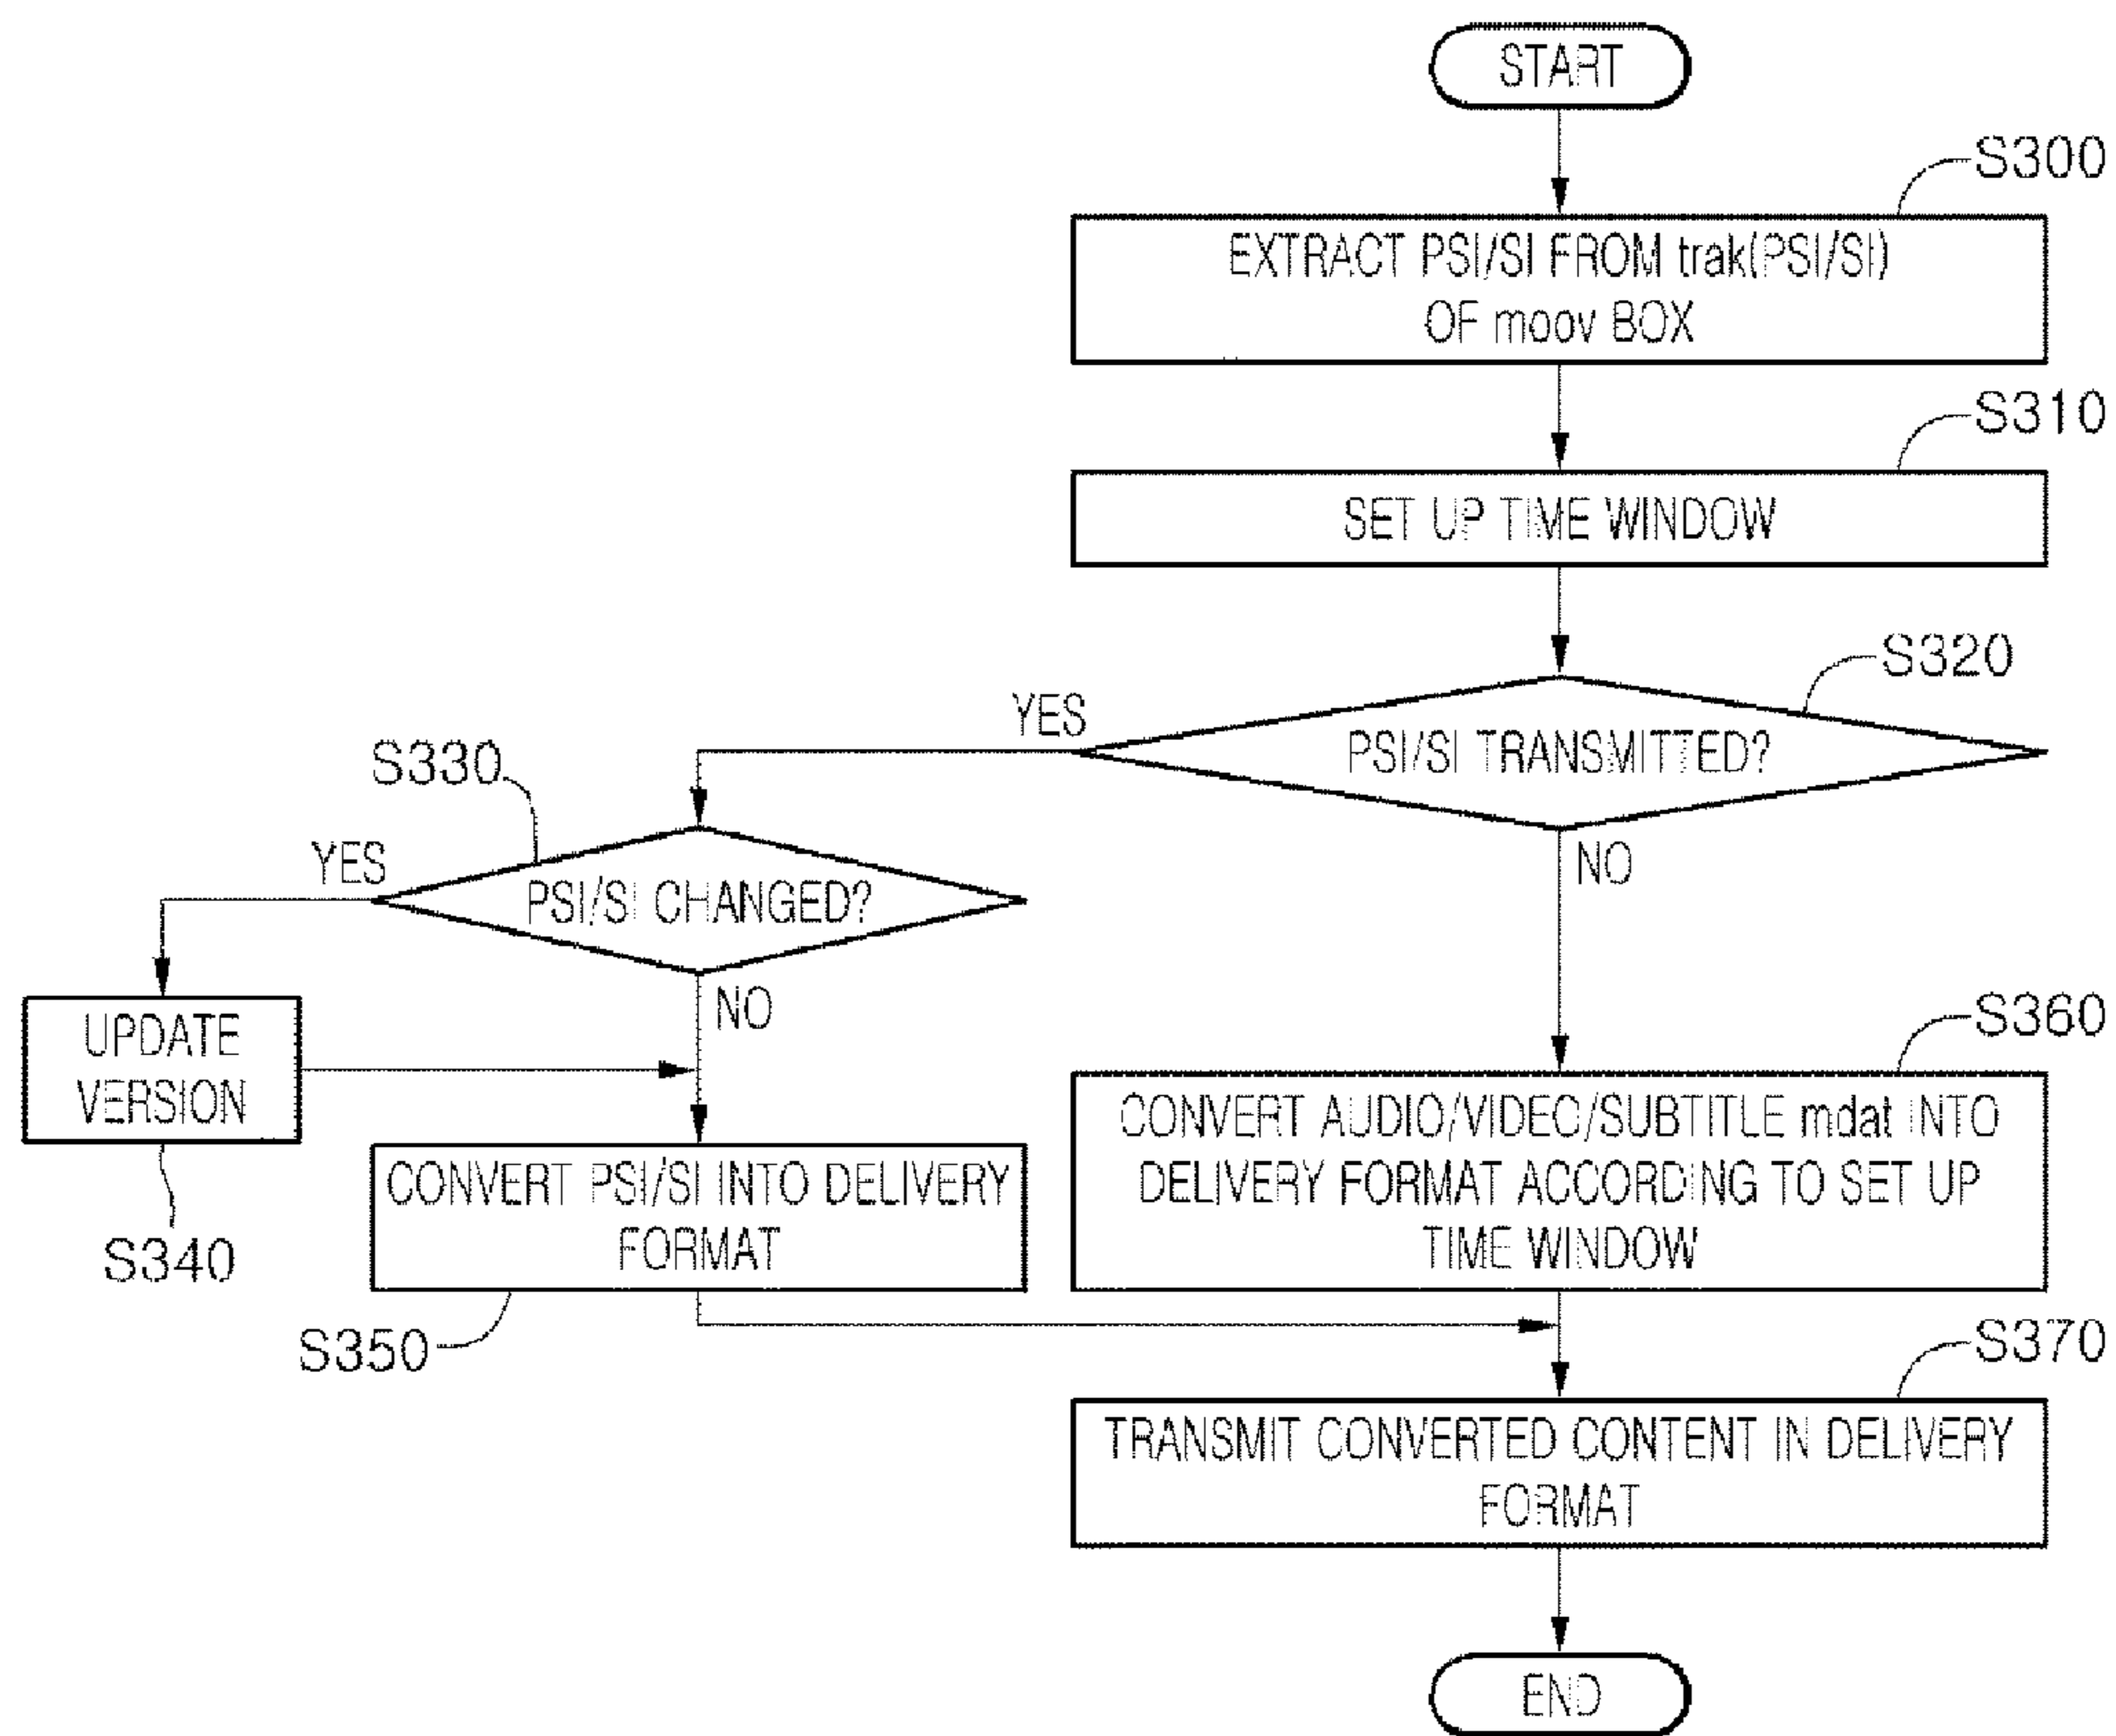 START
S300
EXTRACT PSI/SI FROM trak(PSI/SI)
OF moov BOX
S310
SET UP TIME WINDOW
S320
PSI/SI TRANSMITTED?
YES
NO
S330
PSI/SI CHANGED?
YES
NO
UPDATE
VERSION
S340
CONVERT PSI/SI INTO DELIVERY
FORMAT
S350
S360
CONVERT AUDIO/VIDEO/SUBTITLE mdat INTO
DELIVERY FORMAT ACCORDING TO SET UP
TIME WINDOW
S370
TRANSMIT CONVERTED CONTENT IN DELIVERY
FORMAT
END